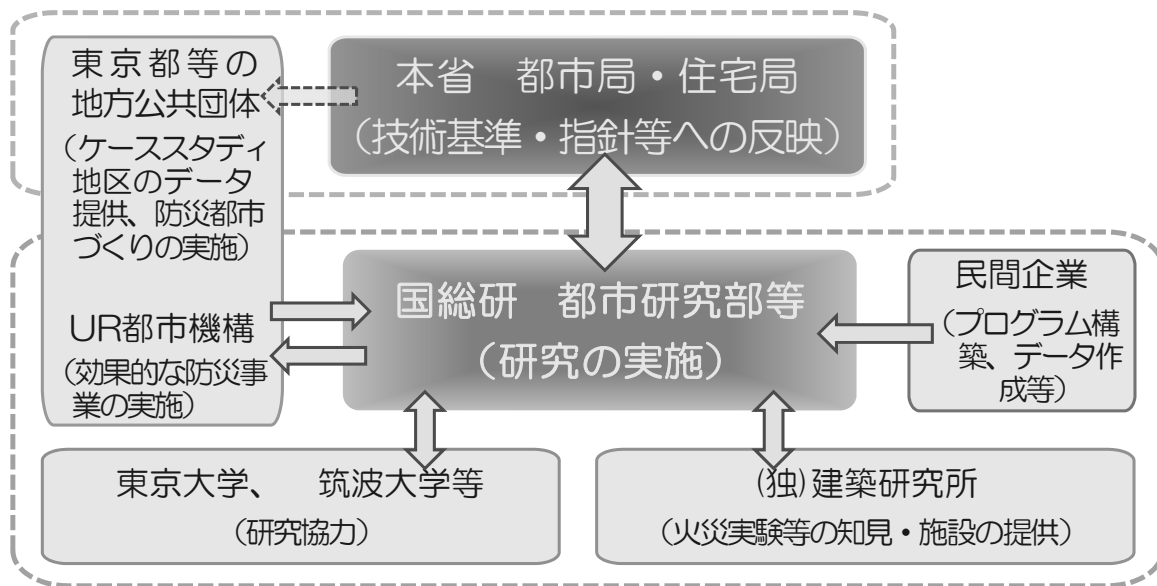 東京都等の
地方公共団体
（ケーススタディ
地区のデータ
提供、防災都市
づくりの実施）
UR都市機構
（効果的な防災事
業の実施）
本省　都市局・住宅局
（技術基準・指針等への反映）
国総研　都市研究部等
（研究の実施）
民間企業
（プログラム構
築、データ作
成等）
東京大学、　筑波大学等
（研究協力）
（独）建築研究所
（火災実験等の知見・施設の提供）